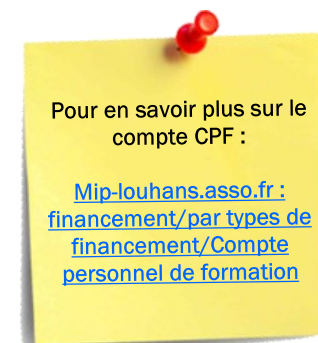 Pour en savoir plus sur le
compte CPF :
Mip-louhans.asso.fr :
financement/par types de
financement/Compte
personnel de formation